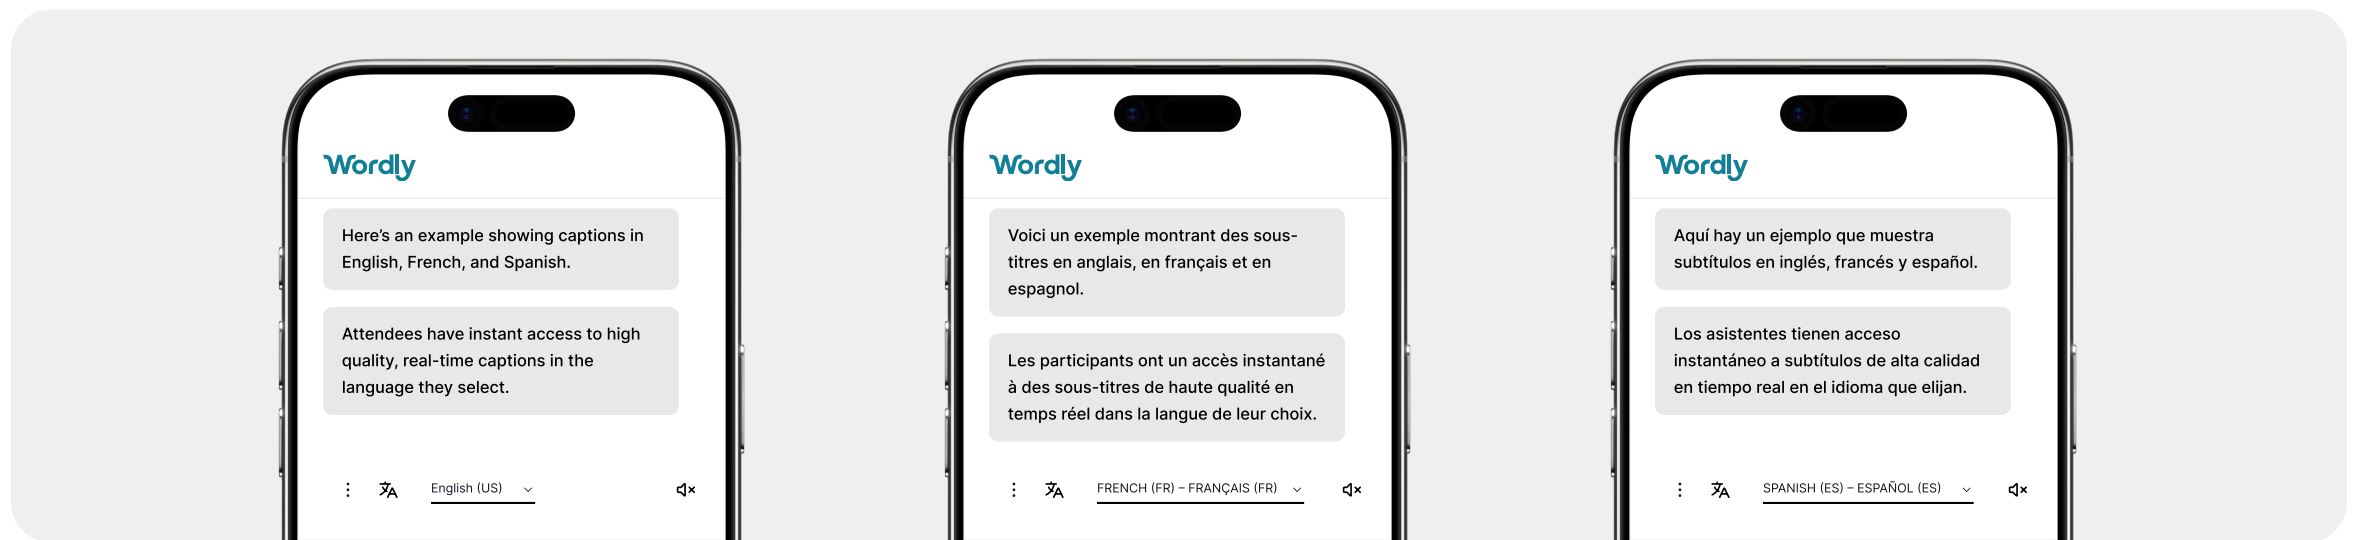 Wordly
Here’s an example showing captions in
English, French, and Spanish.
Attendees have instant access to high
quality, real-time captions in the
language they select.
English (US)
Wordly
Voici un exemple montrant des sous-
titres en anglais, en français et en
espagnol.
Les participants ont un accès instantané
à des sous-titres de haute qualité en
temps réel dans la langue de leur choix.
FRENCH (FR) – FRANÇAIS (FR)
Wordly
Aquí hay un ejemplo que muestra
subtítulos en inglés, francés y español.
Los asistentes tienen acceso
instantáneo a subtítulos de alta calidad
en tiempo real en el idioma que elijan.
SPANISH (ES) – ESPAÑOL (ES)